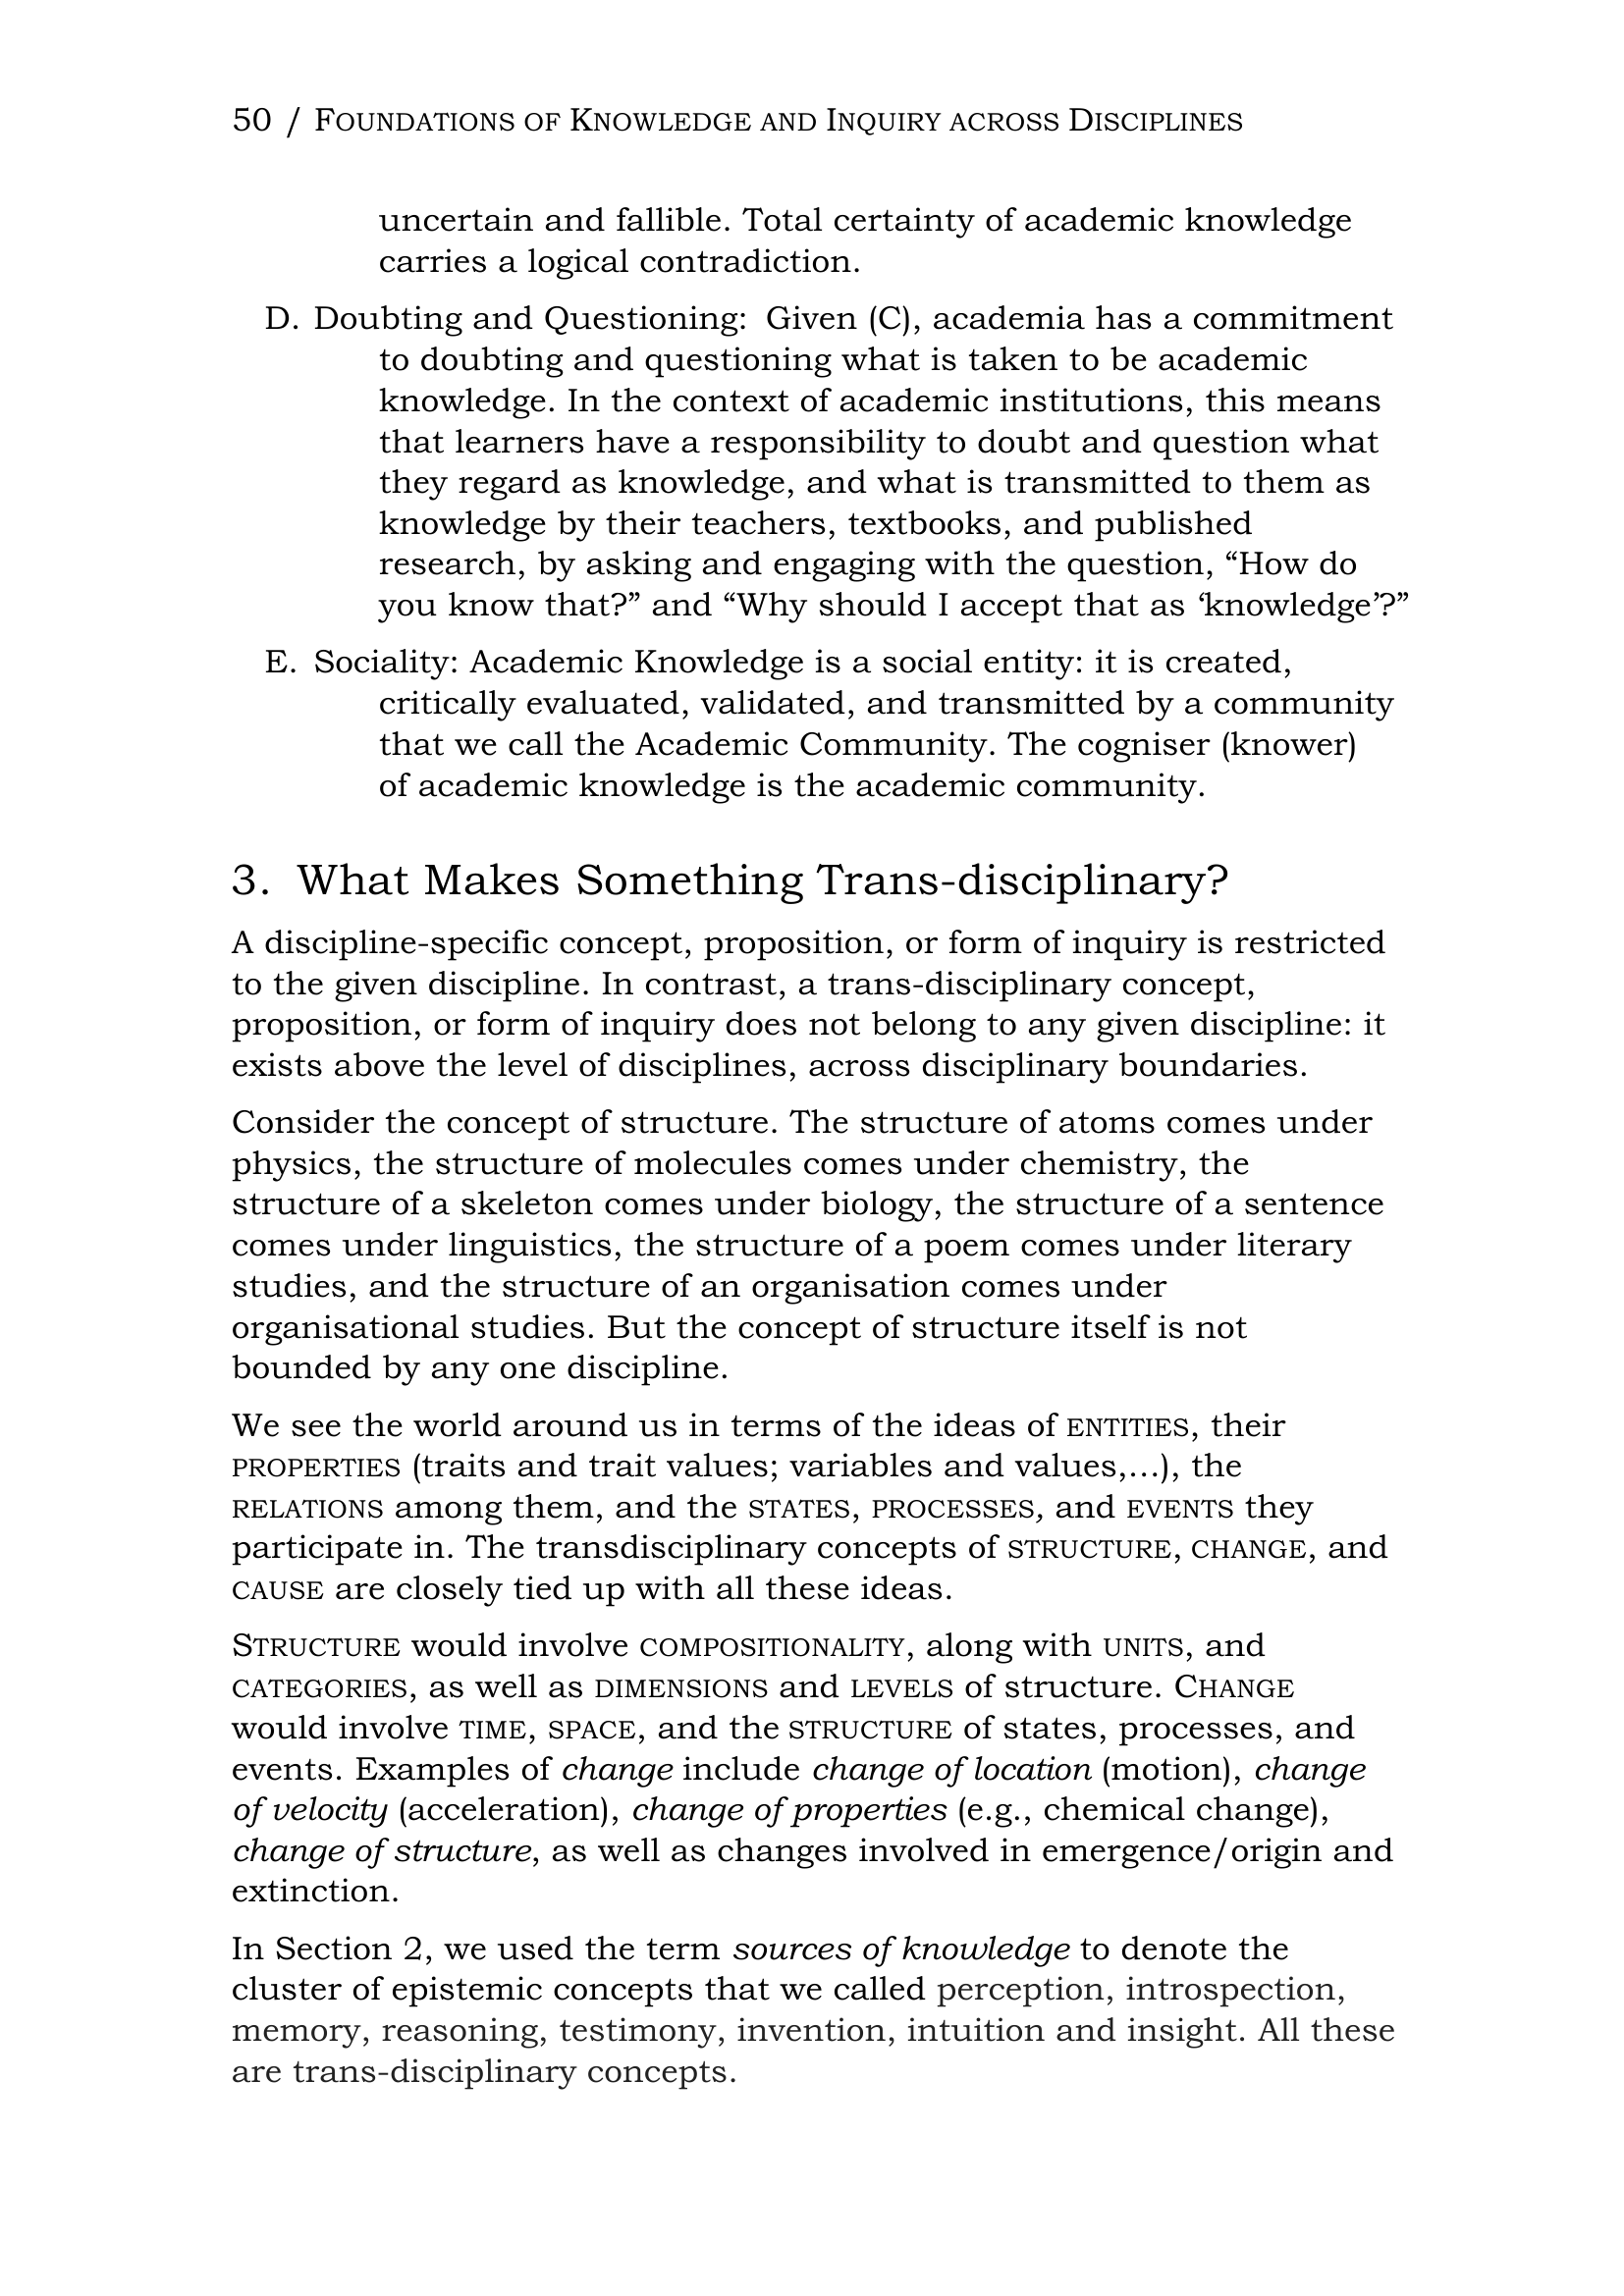 50 / FOUNDATIONS OF KNOWLEDGE AND INQUIRY ACROSS DISCIPLINES
uncertain and fallible. Total certainty of academic knowledge
carries a logical contradiction.
D. Doubting and Questioning:  Given (C), academia has a commitment
to doubting and questioning what is taken to be academic
knowledge. In the context of academic institutions, this means
that learners have a responsibility to doubt and question what
they regard as knowledge, and what is transmitted to them as
knowledge by their teachers, textbooks, and published
research, by asking and engaging with the question, “How do
you know that?” and “Why should I accept that as ‘knowledge’?”
E. Sociality: Academic Knowledge is a social entity: it is created,
critically evaluated, validated, and transmitted by a community
that we call the Academic Community. The cogniser (knower)
of academic knowledge is the academic community.
3. What Makes Something Trans-disciplinary?
A discipline-specific concept, proposition, or form of inquiry is restricted
to the given discipline. In contrast, a trans-disciplinary concept,
proposition, or form of inquiry does not belong to any given discipline: it
exists above the level of disciplines, across disciplinary boundaries.
Consider the concept of structure. The structure of atoms comes under
physics, the structure of molecules comes under chemistry, the
structure of a skeleton comes under biology, the structure of a sentence
comes under linguistics, the structure of a poem comes under literary
studies, and the structure of an organisation comes under
organisational studies. But the concept of structure itself is not
bounded by any one discipline.
We see the world around us in terms of the ideas of ENTITIES, their
PROPERTIES (traits and trait values; variables and values,…), the
RELATIONS among them, and the STATES, PROCESSES, and EVENTS they
participate in. The transdisciplinary concepts of STRUCTURE, CHANGE, and
CAUSE are closely tied up with all these ideas.
STRUCTURE would involve COMPOSITIONALITY, along with UNITS, and
CATEGORIES, as well as DIMENSIONS and LEVELS of structure. CHANGE
would involve TIME, SPACE, and the STRUCTURE of states, processes, and
events. Examples of change include change of location (motion), change
of velocity (acceleration), change of properties (e.g., chemical change),
change of structure, as well as changes involved in emergence/origin and
extinction.
In Section 2, we used the term sources of knowledge to denote the
cluster of epistemic concepts that we called perception, introspection,
memory, reasoning, testimony, invention, intuition and insight. All these
are trans-disciplinary concepts.